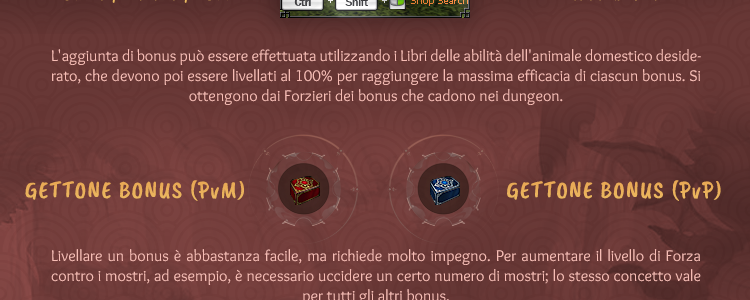 Ctrl + Shift + Shop Search
L'aggiunta di bonus può essere effettuata utilizzando i Libri delle abilità dell'animale domestico deside-
rato, che devono poi essere livellati al 100% per raggiungere la massima efficacia di ciascun bonus. Si
ottengono dai Forzieri dei bonus che cadono nei dungeon.
GETTONE BONUS (PvM)
GETTONE BONUS (PvP)
Livellare un bonus è abbastanza facile, ma richiede molto impegno. Per aumentare il livello di Forza
contro i mostri, ad esempio, è necessario uccidere un certo numero di mostri; lo stesso concetto vale
per tutti gli altri bonus.